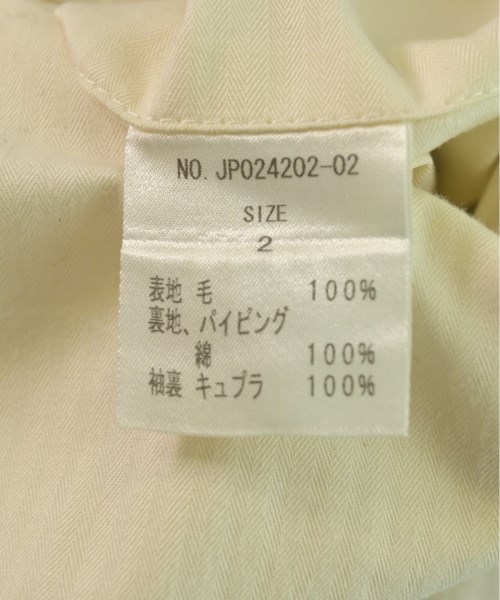 NO. JP024202-02
SIZE
2
表地 毛 100%
裏地、パイピング
綿 100%
袖裏 キュプラ 100%